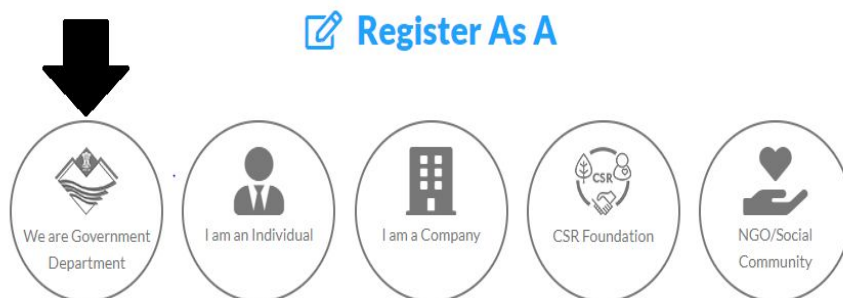 Register As A
We are Government
Department
I am an Individual
I am a Company
CSR
CSR Foundation
NGO/Social
Community